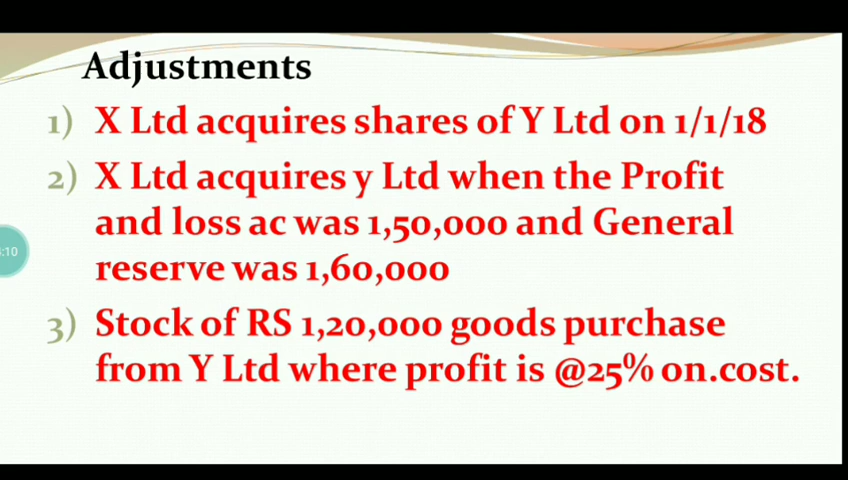 Adjustments
1) X Ltd acquires shares of Y Ltd on 1/1/18
2) X Ltd acquires y Ltd when the Profit
and loss ac was 1,50,000 and General
reserve was 1,60,000
:10
3) Stock of RS 1,20,000 goods purchase
from Y Ltd where profit is @25% on.cost.